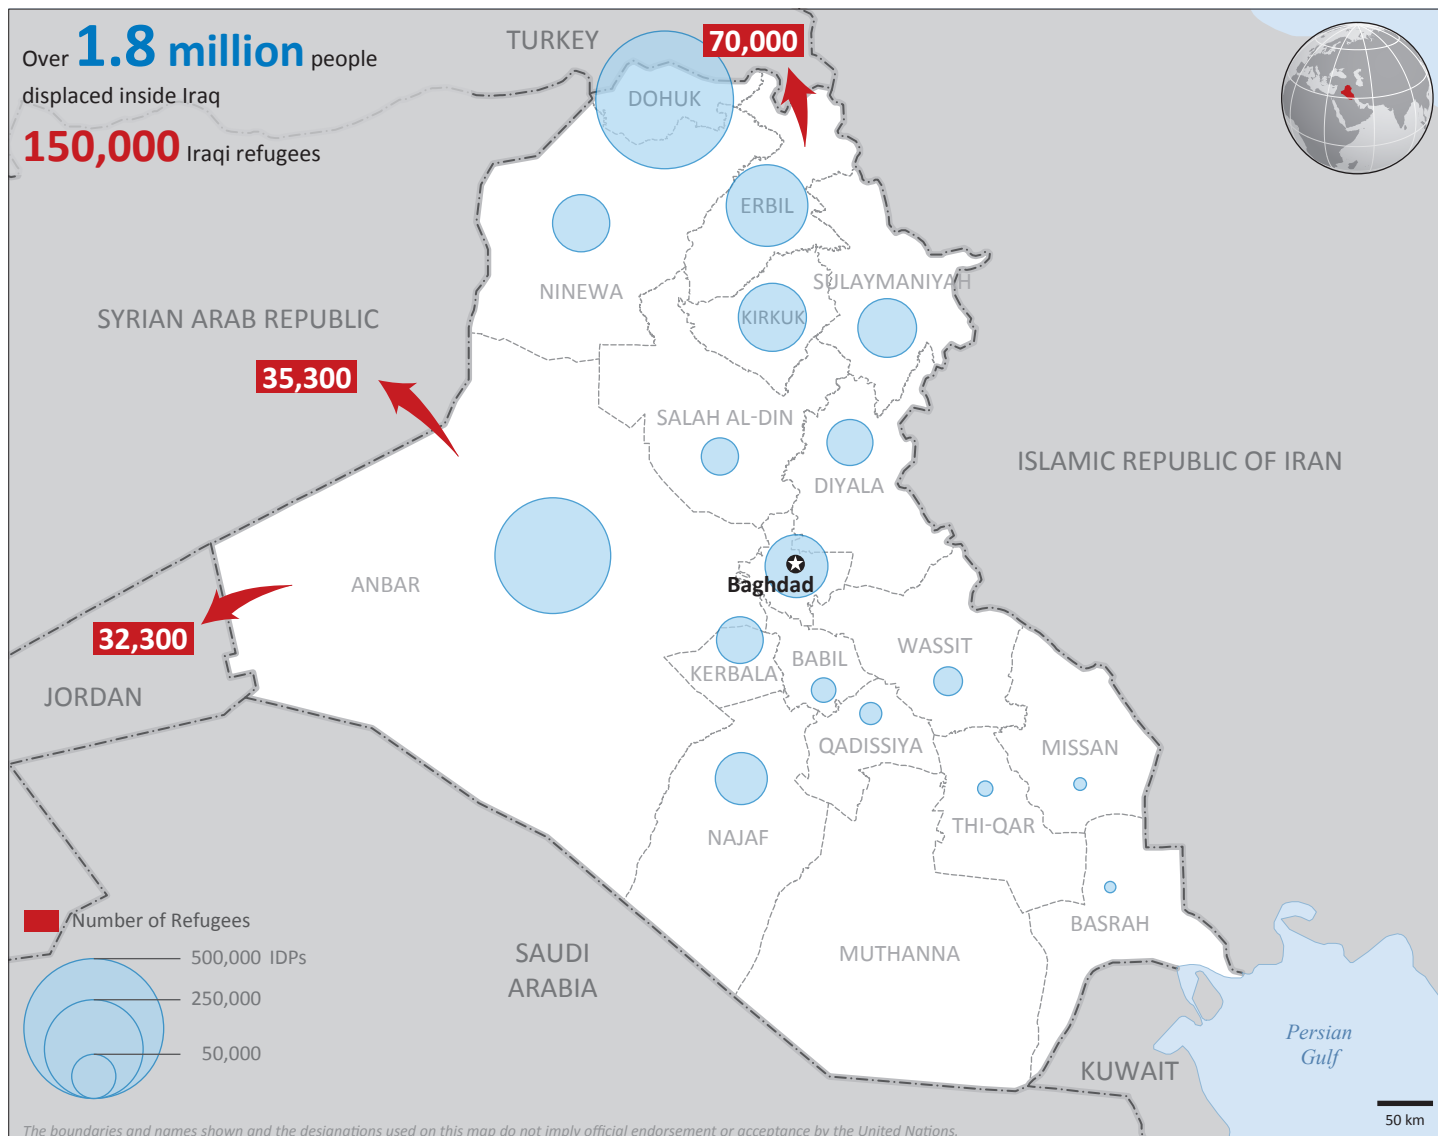 Over 1.8 million people
displaced inside Iraq
150,000 Iraqi refugees
TURKEY
70,000
DOHUK
ERBIL
NINEWA
SULAYMANIYAH
KIRKUK
SYRIAN ARAB REPUBLIC
35,300
SALAH AL-DIN
DIYALA
ISLAMIC REPUBLIC OF IRAN
ANBAR
Baghdad
32,300
JORDAN
KERBALA
BABIL
WASSIT
QADISSIYA
MISSAN
NAJAF
THI-QAR
BASRAH
MUTHANNA
SAUDI
ARABIA
KUWAIT
Persian
Gulf
Number of Refugees
500,000 IDPs
250,000
50,000
50 km
The boundaries and names shown and the designations used on this map do not imply official endorsement or acceptance by the United Nations.